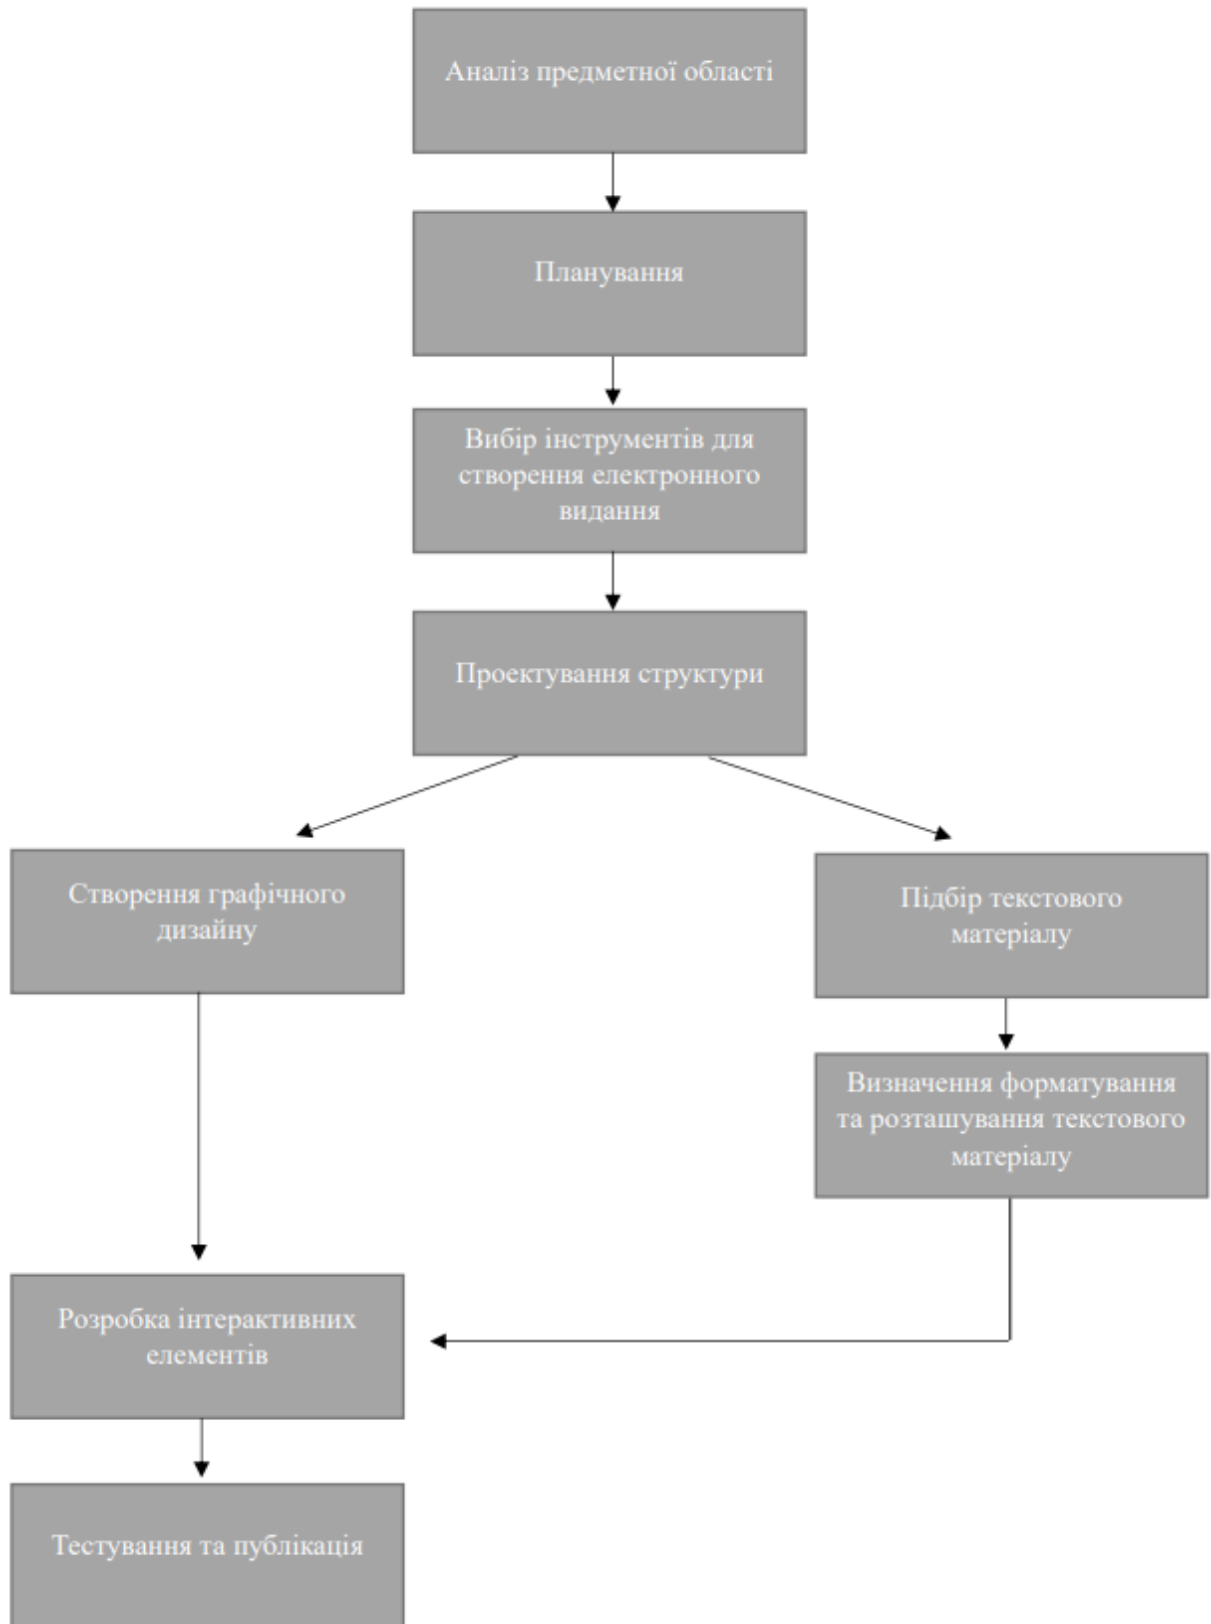 Аналіз предметної області
Планування
Вибір інструментів для
створення електронного
видання
Проектування структури
Створення графічного
дизайну
Підбір текстового
матеріалу
Визначення форматування
та розташування текстового
матеріалу
Розробка інтерактивних
елементів
Тестування та публікація